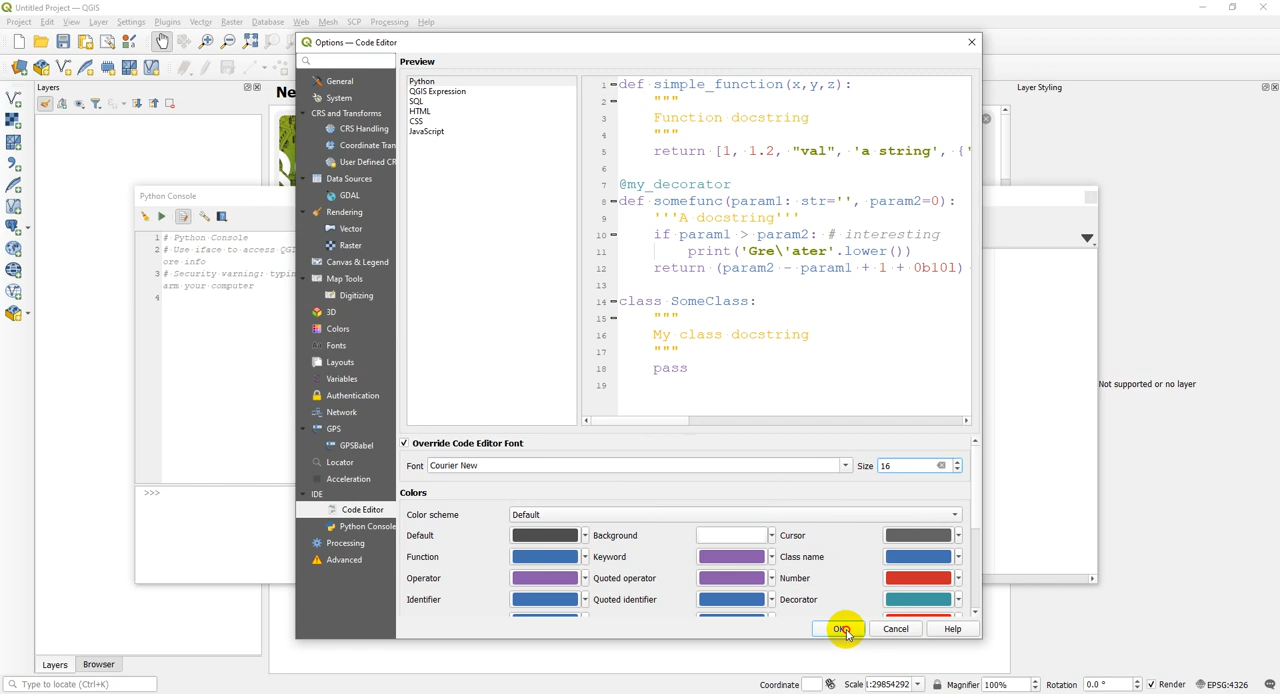 Untitled Project — QGIS
Project Edit View Layer Settings Plugins Vector Raster Database Web Mesh SCP Processing Help
Options — Code Editor
Layers
Ne
Layer Styling
Python Console
1 # Python Console
2 # Use iface to access QGI
ore info
3 # Security warning: typin
arm your computer
4
>>>
General
System
CRS and Transforms
CRS Handling
Coordinate Tran
User Defined CR
Data Sources
GDAL
Rendering
Vector
Raster
Canvas & Legend
Map Tools
Digitizing
3D
Colors
Fonts
Layouts
Variables
Authentication
Network
GPS
GPSBabel
Locator
Acceleration
IDE
Code Editor
Python Console
Processing
Advanced
Preview
Python
QGIS Expression
SQL
HTML
CSS
JavaScript
1 def simple_function(x,y,z):
2 """
3 Function docstring
4 """
5 return [1, 1.2, "val", 'a string', {'
6
7 @my_decorator
8 def somefunc(param1: str='', param2=0):
9 '''A docstring'''
10 if param1 > param2: # interesting
11 print('Gre\'ater'.lower())
12 return (param2 - param1 + 1 + 0b101)
13
14 class SomeClass:
15 """
16 My class docstring
17 """
18 pass
19
Override Code Editor Font
Font Courier New Size 16
Colors
Color scheme Default
Default Background Cursor
Function Keyword Class name
Operator Quoted operator Number
Identifier Quoted identifier Decorator
OK Cancel Help
Not supported or no layer
Layers Browser
Type to locate (Ctrl+K) Coordinate Scale 1:29854292 Magnifier 100% Rotation 0.0 ° Render EPSG:4326